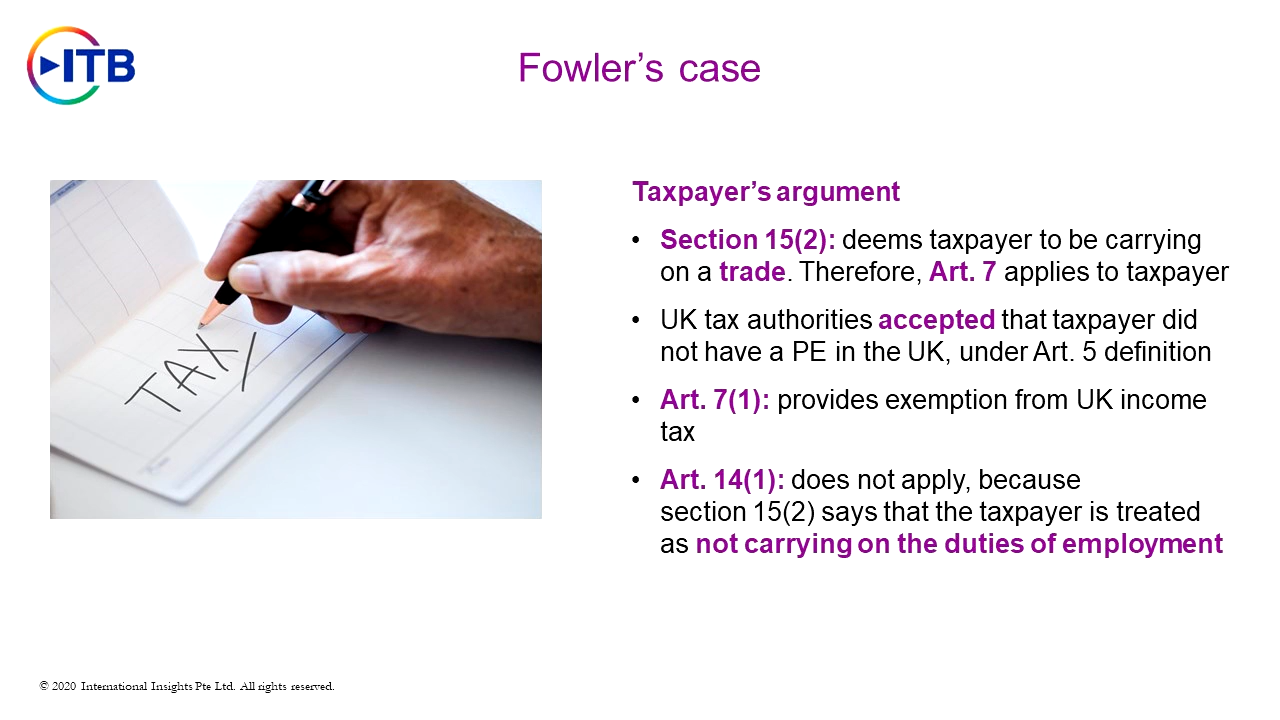 ITB
Fowler’s case
TAX
Taxpayer’s argument
• Section 15(2): deems taxpayer to be carrying
on a trade. Therefore, Art. 7 applies to taxpayer
• UK tax authorities accepted that taxpayer did
not have a PE in the UK, under Art. 5 definition
• Art. 7(1): provides exemption from UK income
tax
• Art. 14(1): does not apply, because
section 15(2) says that the taxpayer is treated
as not carrying on the duties of employment
© 2020 International Insights Pte Ltd. All rights reserved.